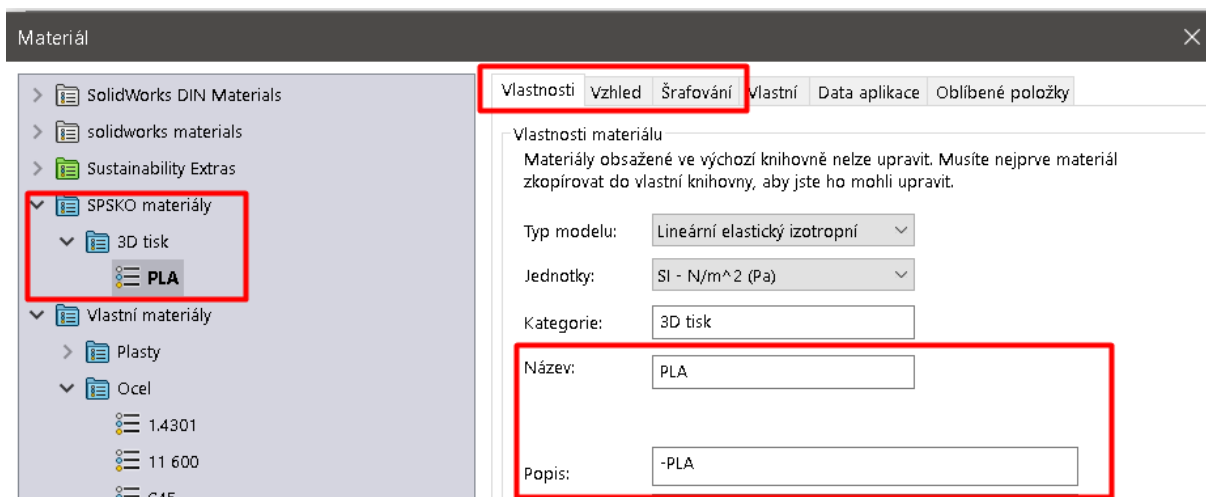 Materiál
SolidWorks DIN Materials
solidworks materials
Sustainability Extras
SPSKO materiály
3D tisk
PLA
Vlastní materiály
Plasty
Ocel
1.4301
11 600
C45
Vlastnosti Vzhled Šrafování Vlastní Data aplikace Oblíbené položky
Vlastnosti materiálu
Materiály obsažené ve výchozí knihovně nelze upravit. Musíte nejprve materiál
zkopírovat do vlastní knihovny, aby jste ho mohli upravit.
Typ modelu: Lineární elastický izotropní
Jednotky: SI - N/m^2 (Pa)
Kategorie: 3D tisk
Název: PLA
Popis: -PLA